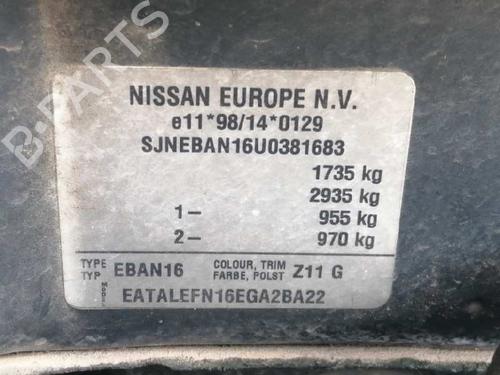 B-PARTS
NISSAN EUROPE N.V.
e11*98/14*0129
SJNEBAN16U0381683
1735 kg
2935 kg
1- 955 kg
2- 970 kg
TYPE TYP EBAN16 COLOUR, TRIM FARBE, POLST Z11 G
MODEL EATALEFN16EGA2BA22